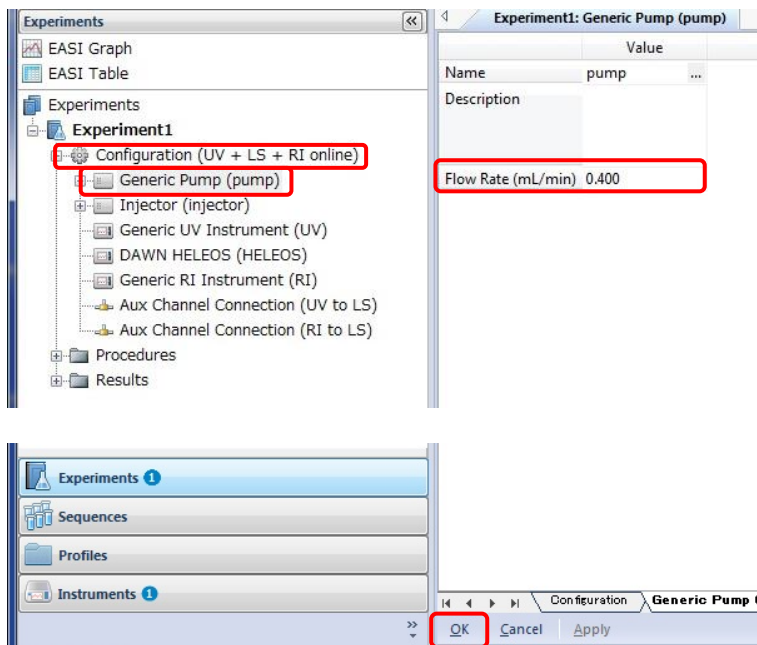 Experiments
EASI Graph
EASI Table
Experiments
Experiment1
Configuration (UV + LS + RI online)
Generic Pump (pump)
Injector (injector)
Generic UV Instrument (UV)
DAWN HELEOS (HELEOS)
Generic RI Instrument (RI)
Aux Channel Connection (UV to LS)
Aux Channel Connection (RI to LS)
Procedures
Results
Experiment1: Generic Pump (pump)
Value
Name pump ...
Description
Flow Rate (mL/min) 0.400
Experiments 1
Sequences
Profiles
Instruments 1
Configuration Generic Pump
OK Cancel Apply